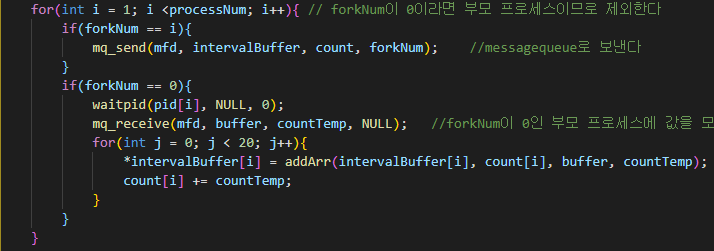 for(int i = 1; i <processNum; i++){ // forkNum이 0이라면 부모 프로세스이므로 제외한다
if(forkNum == i){
mq_send(mfd, intervalBuffer, count, forkNum); //messagequeue로 보낸다
}
if(forkNum == 0){
waitpid(pid[i], NULL, 0);
mq_receive(mfd, buffer, countTemp, NULL); //forkNum이 0인 부모 프로세스에 값을 모
for(int j = 0; j < 20; j++){
*intervalBuffer[i] = addArr(intervalBuffer[i], count[i], buffer, countTemp);
count[i] += countTemp;
}
}
}